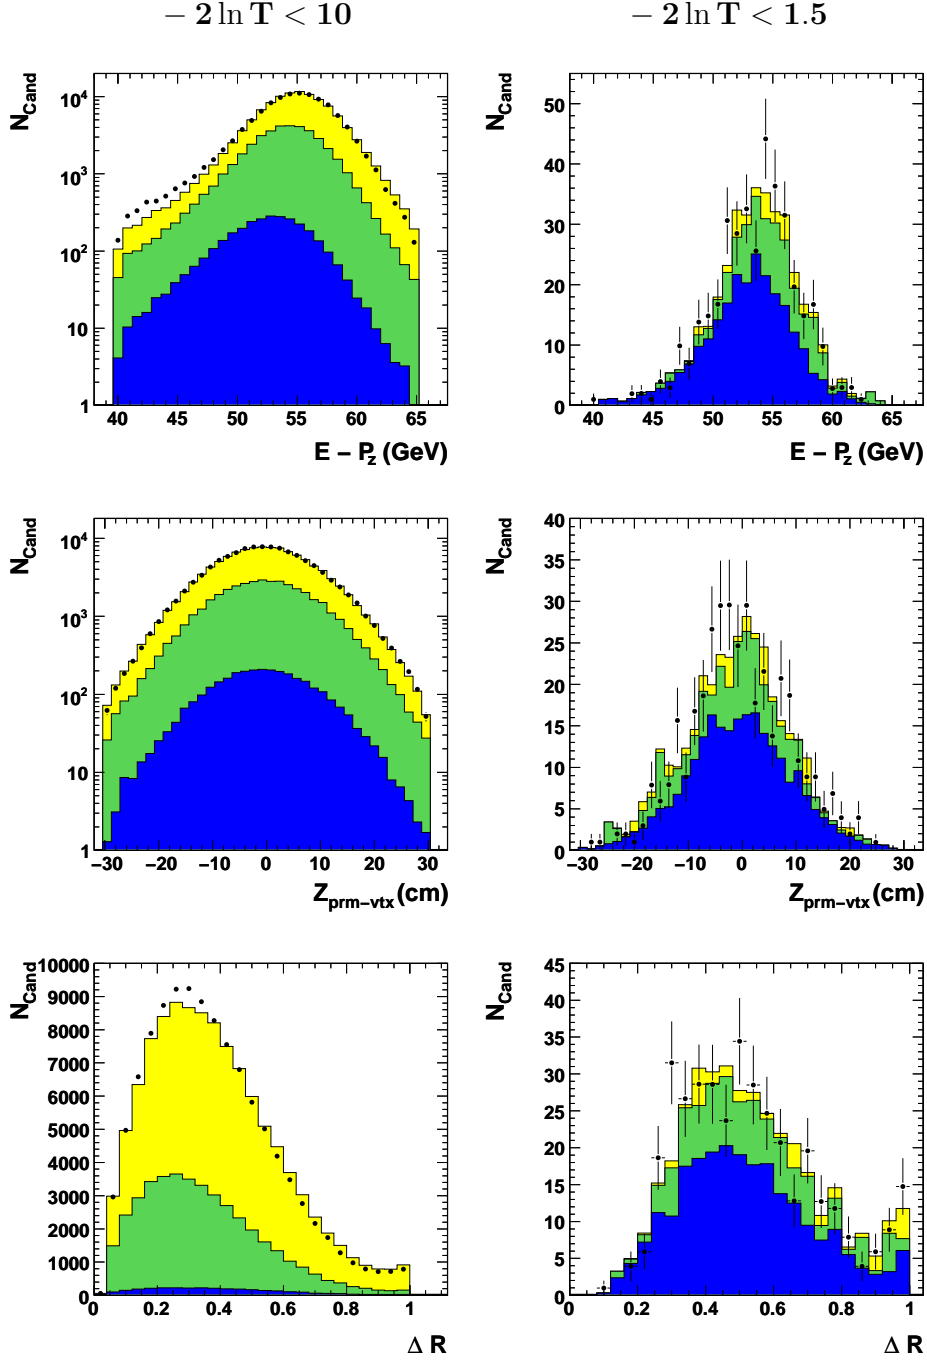 − 2 ln T < 10 − 2 ln T < 1.5
N_Cand 10^4 10^3 10^2 10 1
40 45 50 55 60 65
E − P_z (GeV)
N_Cand 50 40 30 20 10 0
40 45 50 55 60 65
E − P_z (GeV)
N_Cand 10^4 10^3 10^2 10 1
−30 −20 −10 0 10 20 30
Z_prm−vtx (cm)
N_Cand 40 35 30 25 20 15 10 5 0
−30 −20 −10 0 10 20 30
Z_prm−vtx (cm)
N_Cand 10000 9000 8000 7000 6000 5000 4000 3000 2000 1000 0
0 0.2 0.4 0.6 0.8 1
Δ R
N_Cand 45 40 35 30 25 20 15 10 5 0
0 0.2 0.4 0.6 0.8 1
Δ R